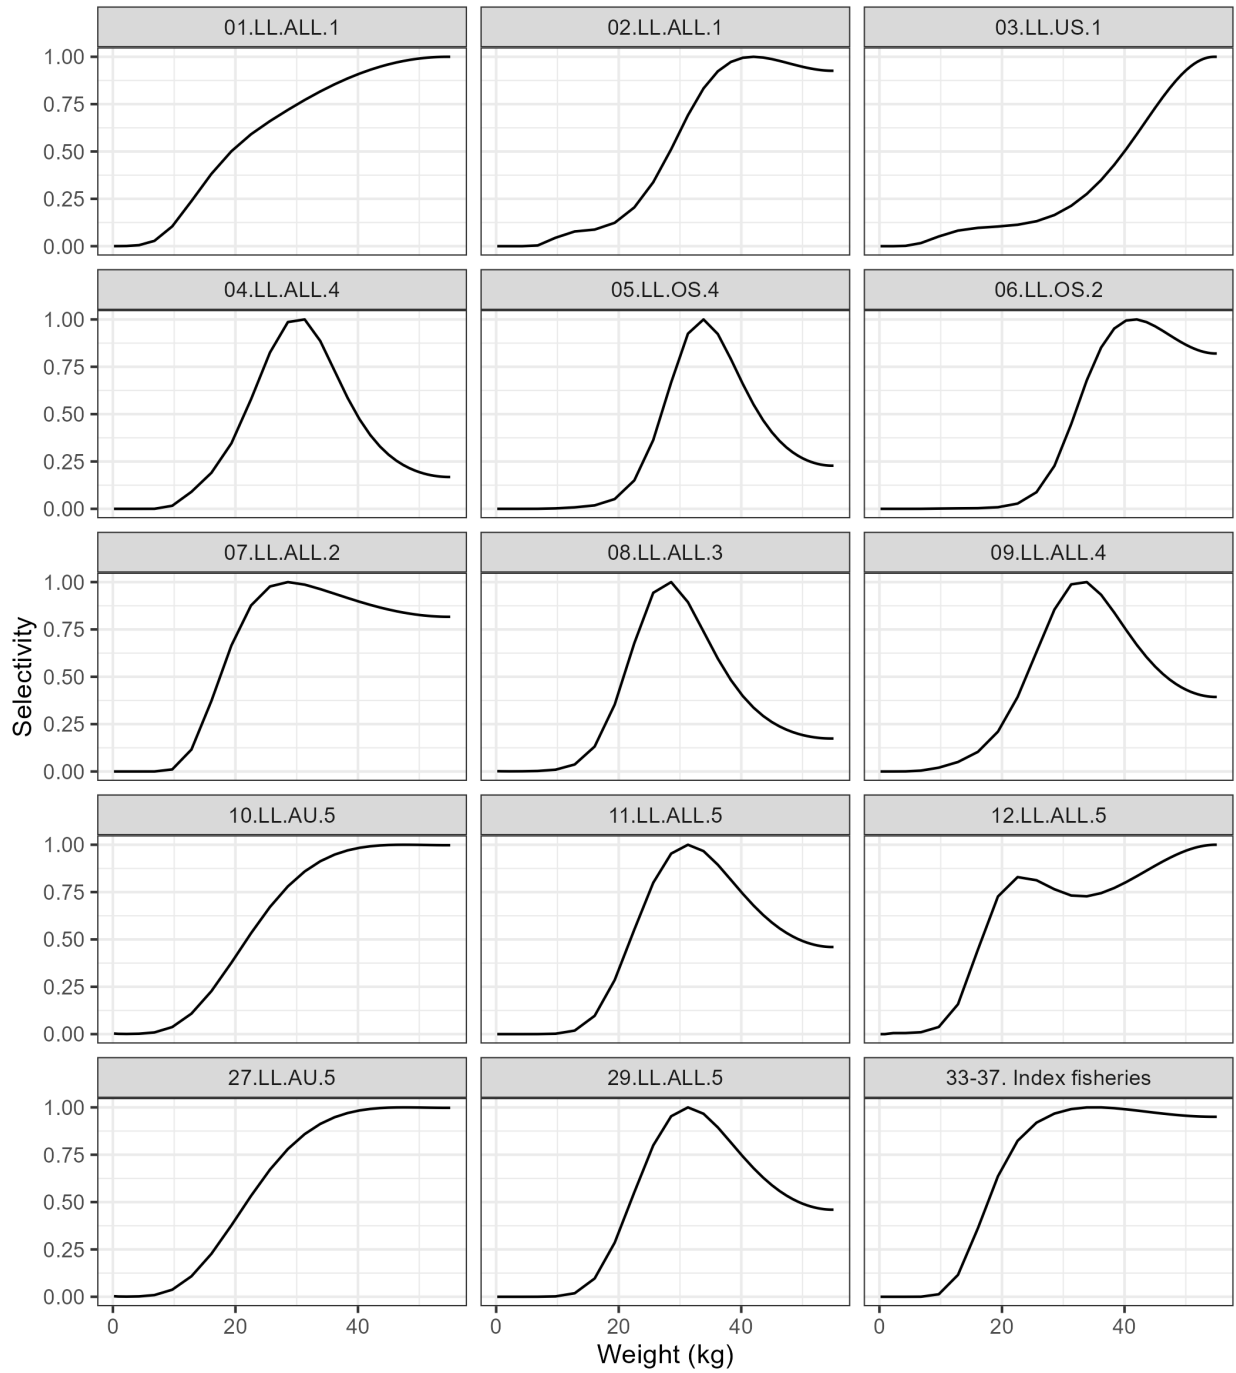 01.LL.ALL.1
02.LL.ALL.1
03.LL.US.1
1.00
0.75
0.50
0.25
0.00
04.LL.ALL.4
05.LL.OS.4
06.LL.OS.2
1.00
0.75
0.50
0.25
0.00
07.LL.ALL.2
08.LL.ALL.3
09.LL.ALL.4
1.00
0.75
0.50
0.25
0.00
Selectivity
10.LL.AU.5
11.LL.ALL.5
12.LL.ALL.5
1.00
0.75
0.50
0.25
0.00
27.LL.AU.5
29.LL.ALL.5
33-37. Index fisheries
1.00
0.75
0.50
0.25
0.00
0 20 40
0 20 40
0 20 40
Weight (kg)